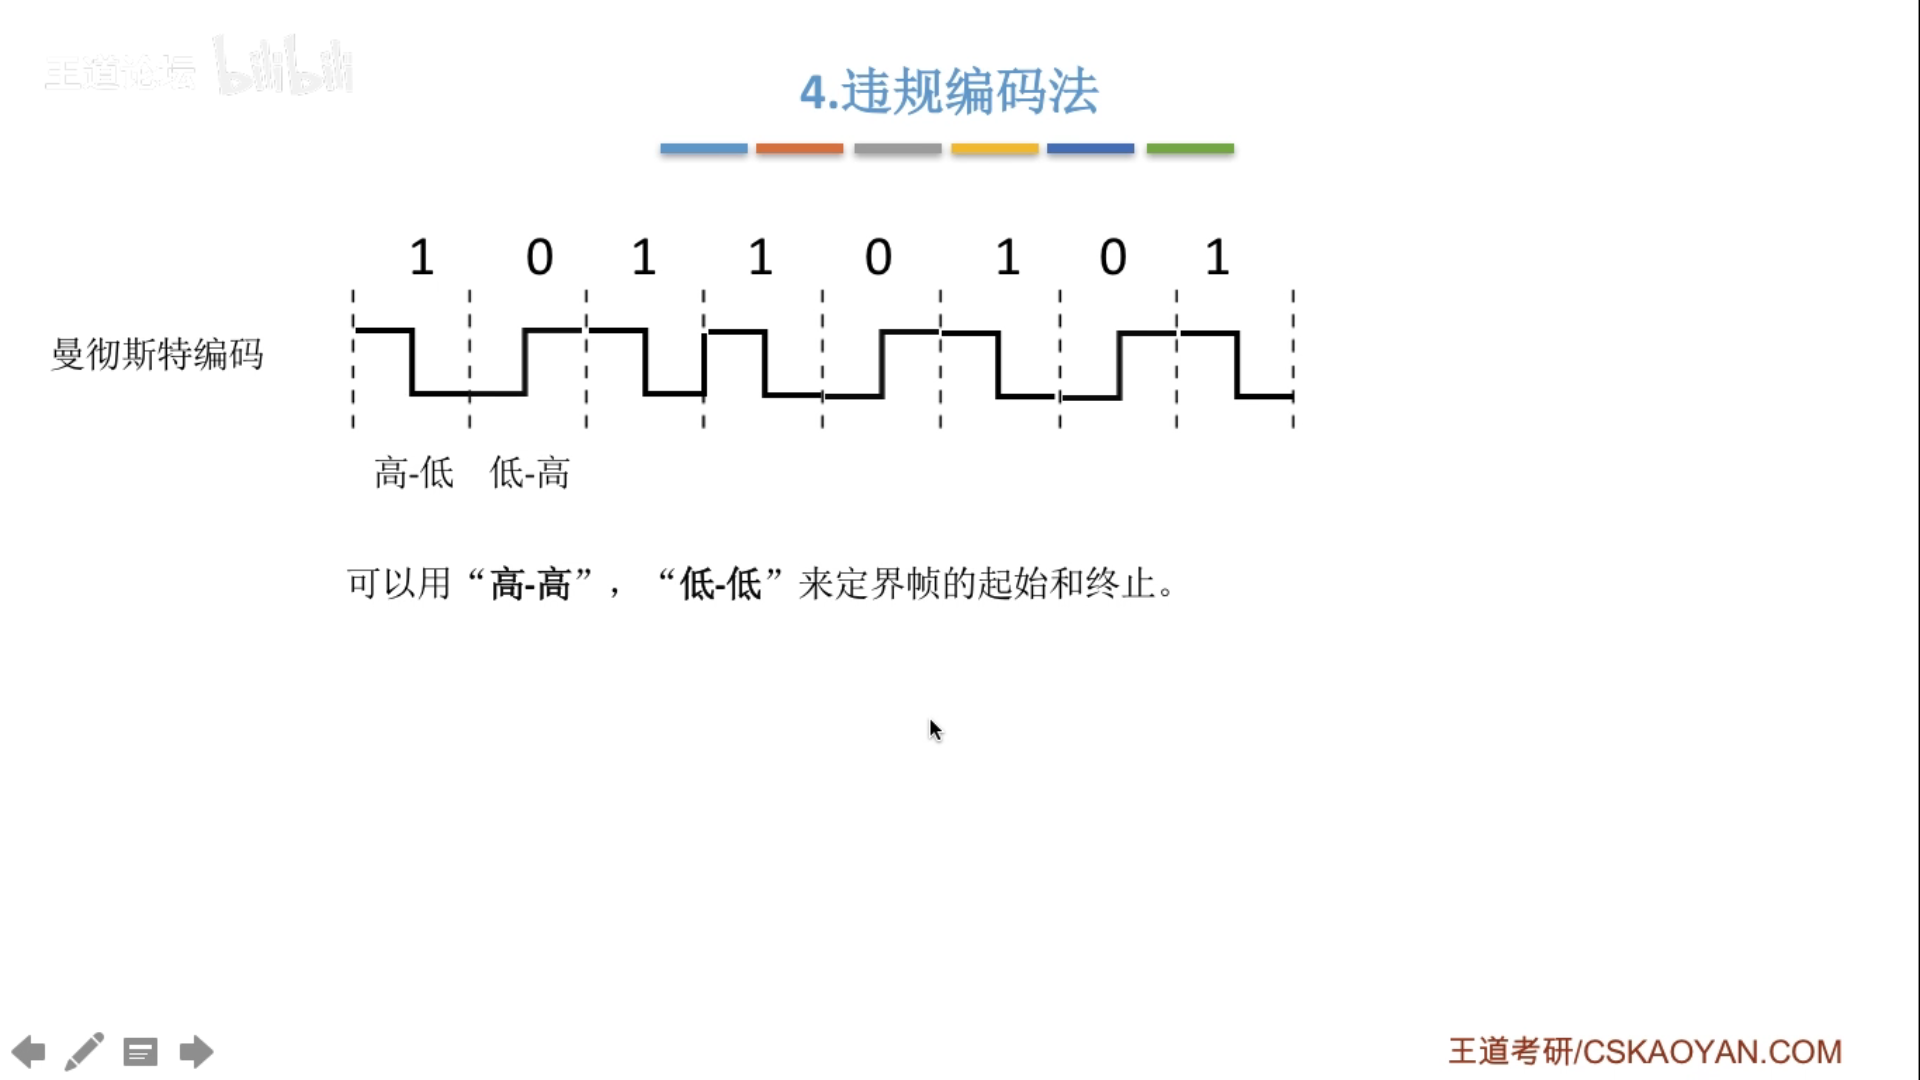 王道论坛 bilibili
4.违规编码法
1 0 1 1 0 1 0 1
曼彻斯特编码
高-低 低-高
可以用“高-高”，“低-低”来定界帧的起始和终止。
王道考研/CSKAOYAN.COM